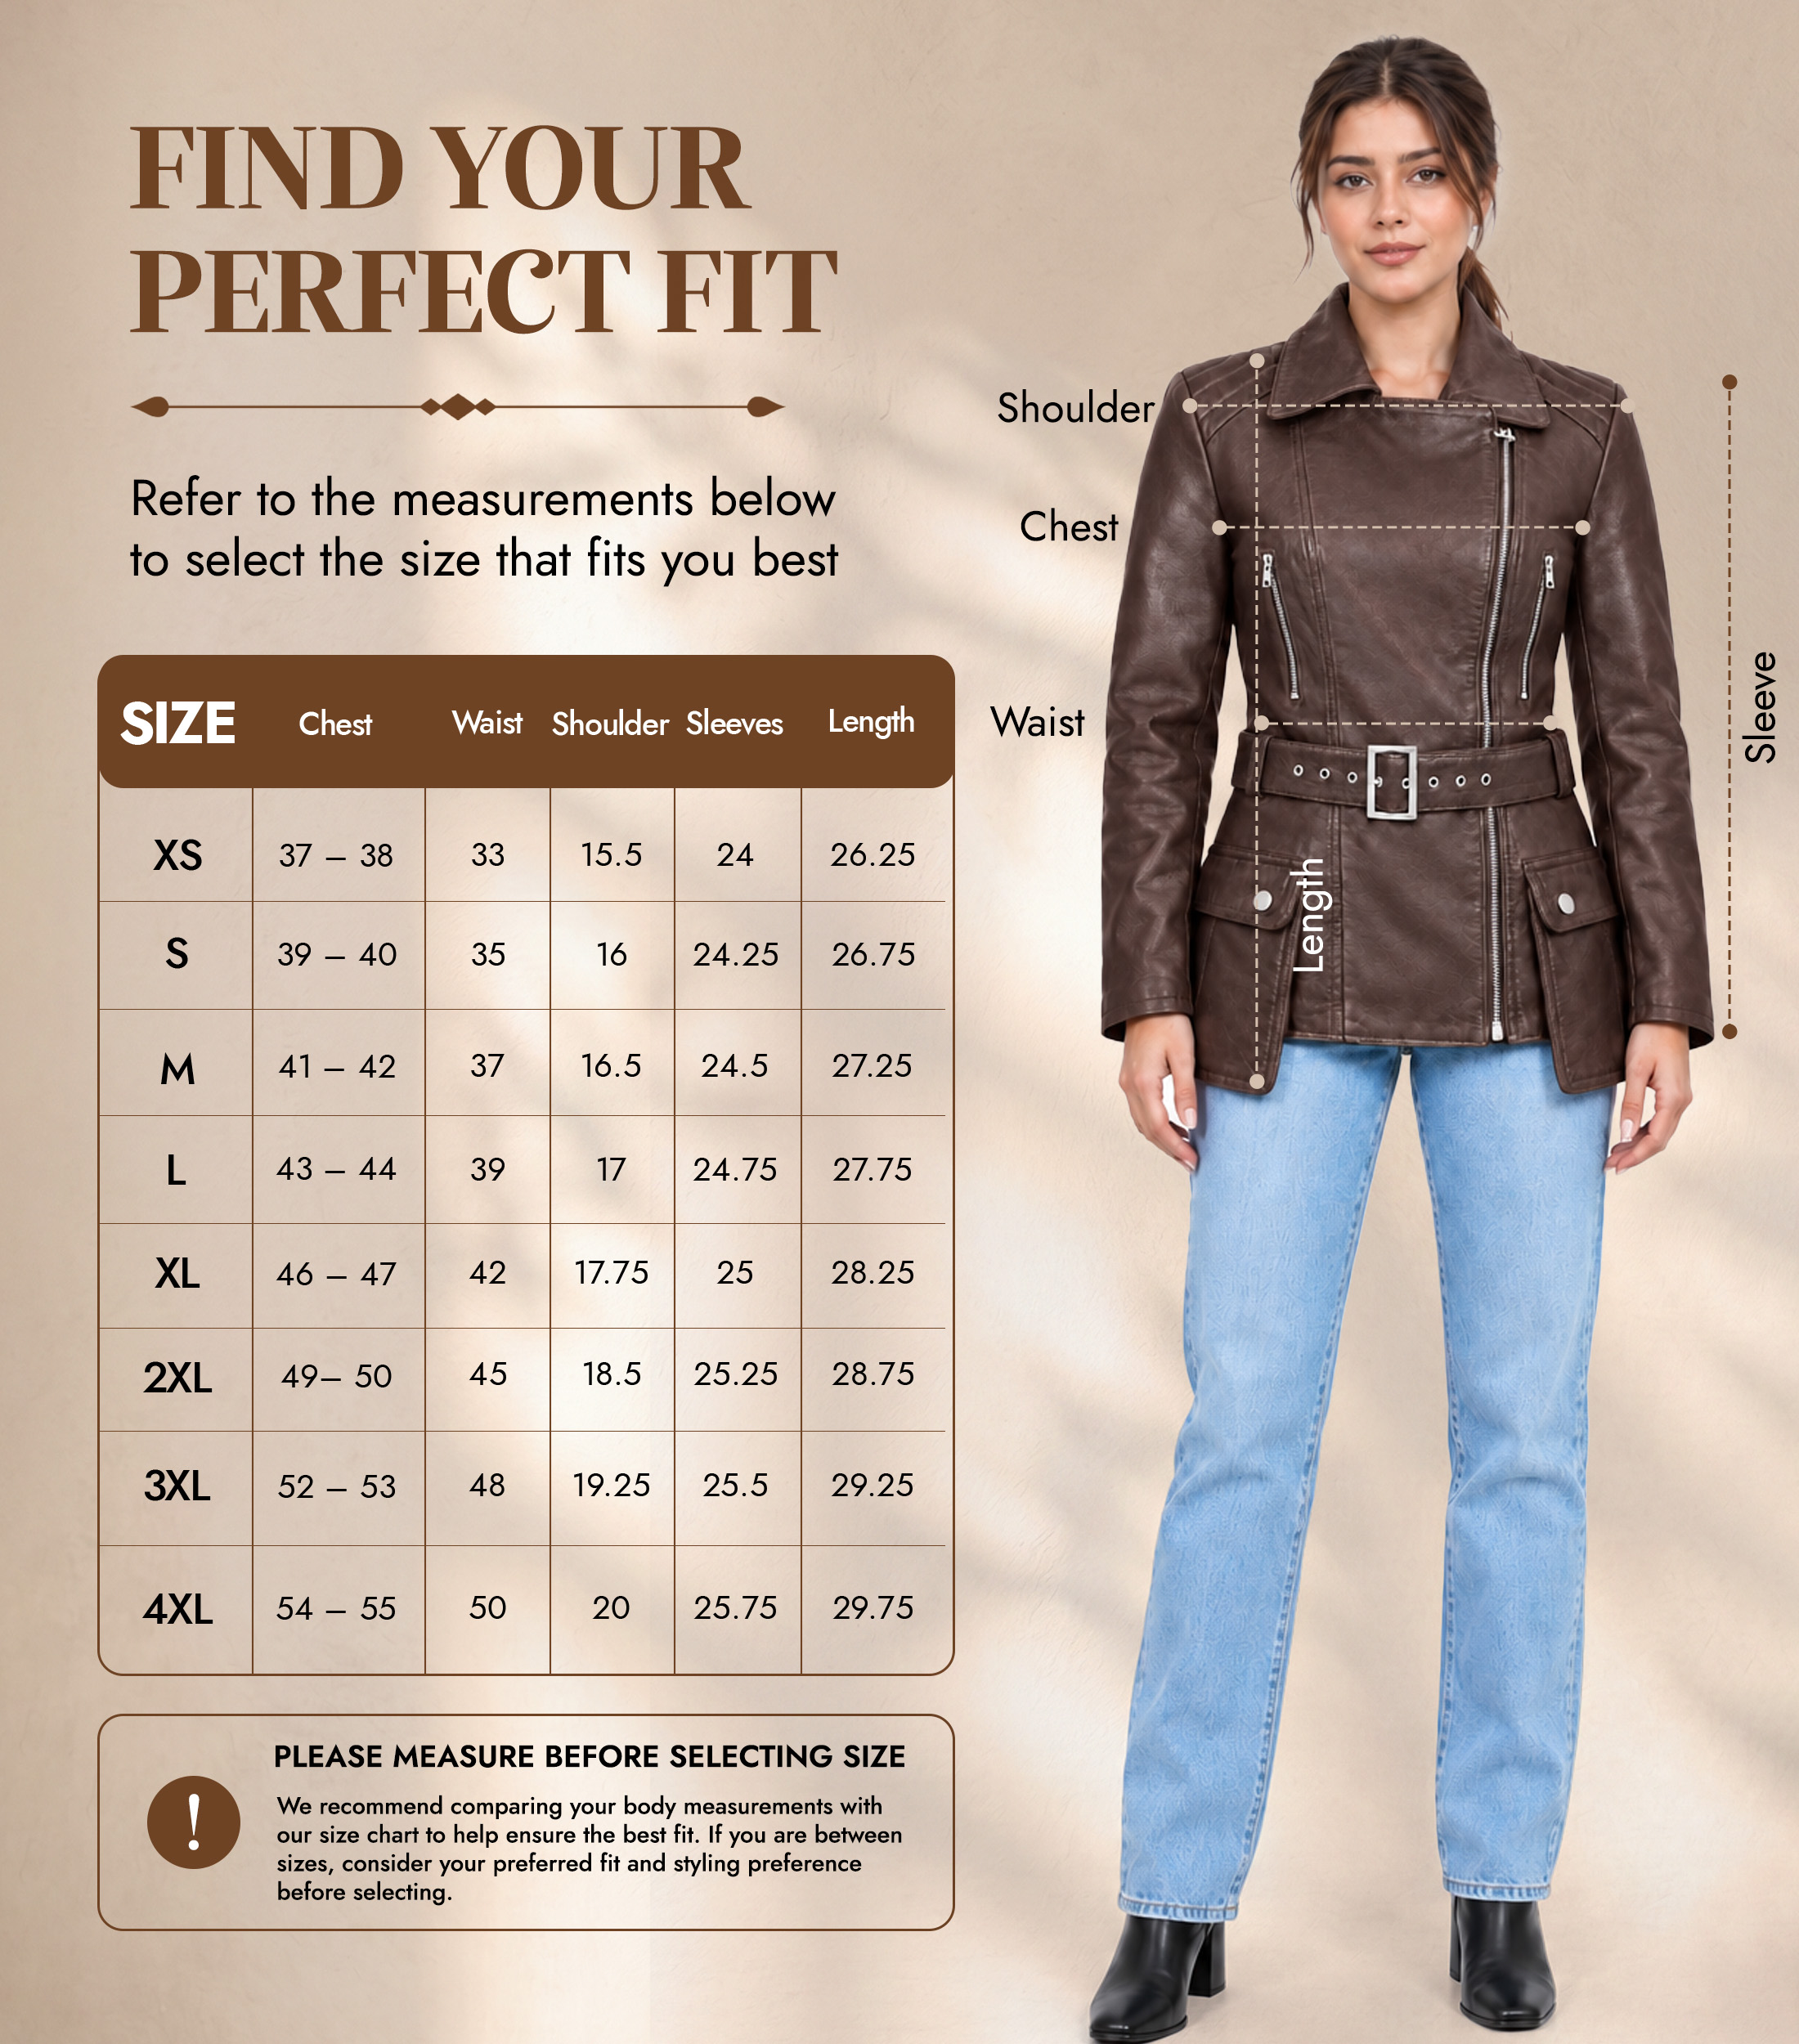 FIND YOUR
PERFECT FIT
Refer to the measurements below
to select the size that fits you best
SIZE Chest Waist Shoulder Sleeves Length
XS 37 – 38 33 15.5 24 26.25
S 39 – 40 35 16 24.25 26.75
M 41 – 42 37 16.5 24.5 27.25
L 43 – 44 39 17 24.75 27.75
XL 46 – 47 42 17.75 25 28.25
2XL 49– 50 45 18.5 25.25 28.75
3XL 52 – 53 48 19.25 25.5 29.25
4XL 54 – 55 50 20 25.75 29.75
! PLEASE MEASURE BEFORE SELECTING SIZE
We recommend comparing your body measurements with
our size chart to help ensure the best fit. If you are between
sizes, consider your preferred fit and styling preference
before selecting.
Shoulder
Chest
Waist
Length
Sleeve